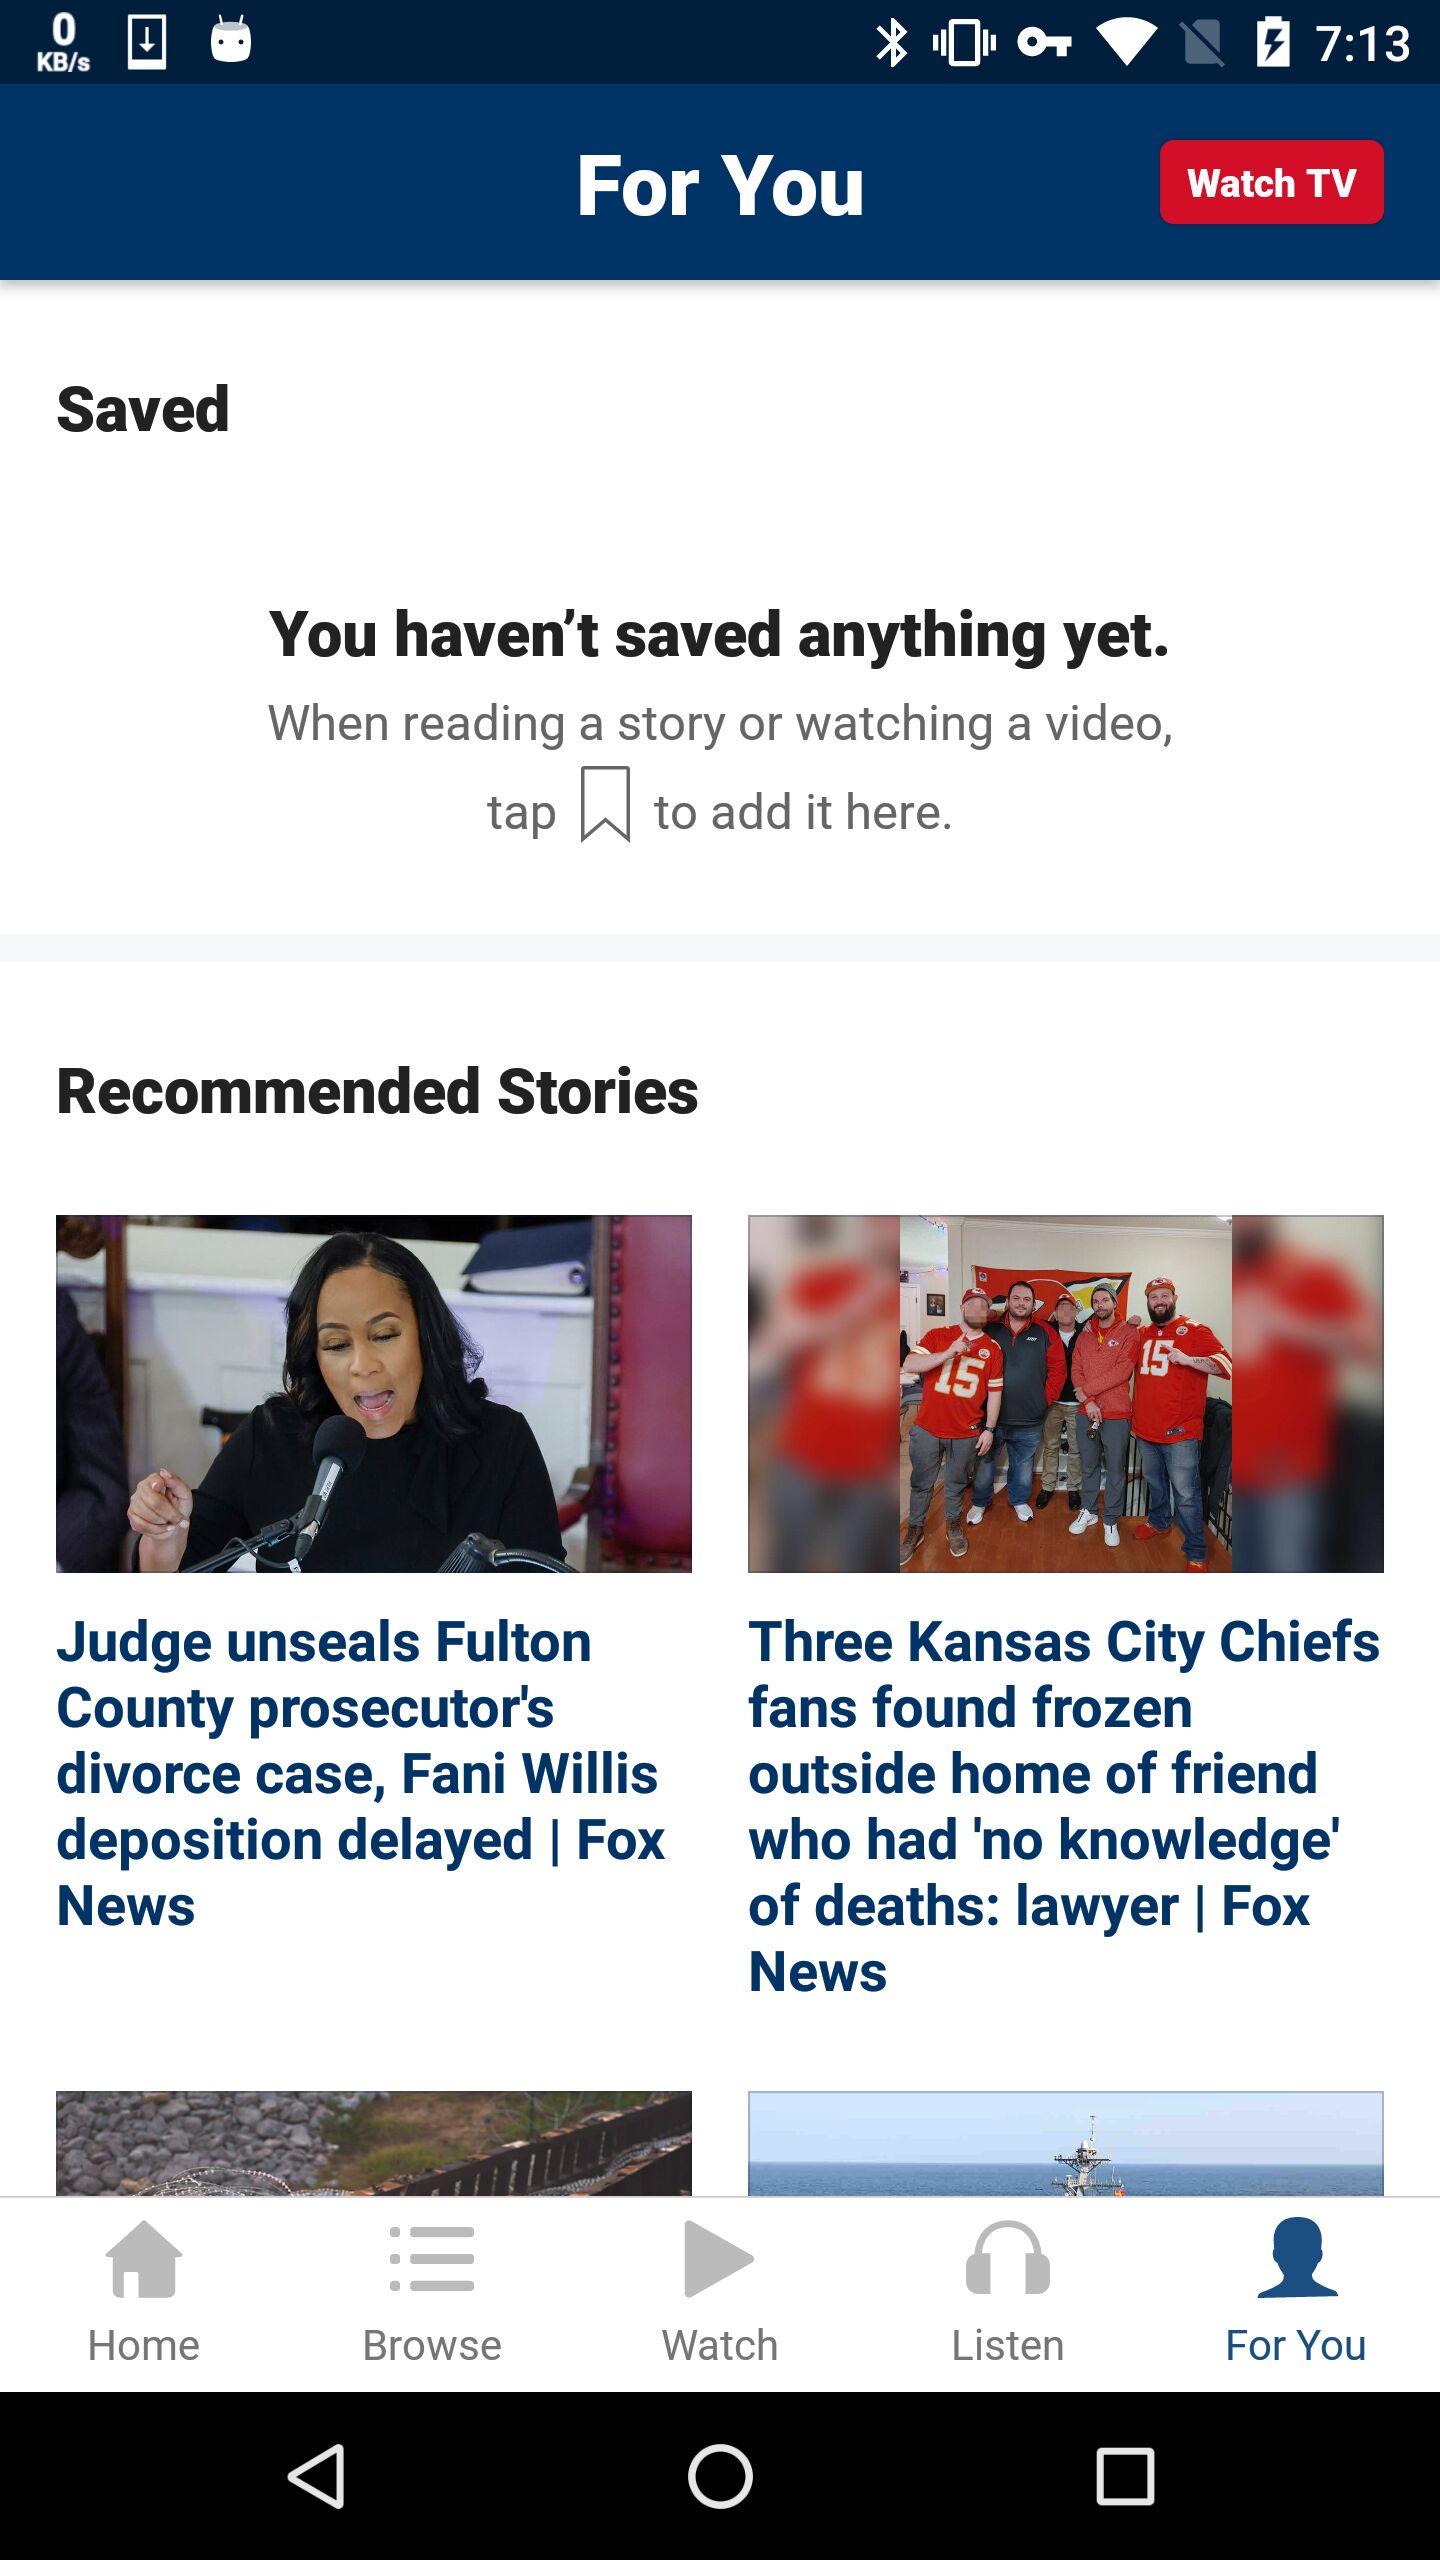 0
KB/s
7:13
For You
Watch TV
Saved
You haven’t saved anything yet.
When reading a story or watching a video,
tap to add it here.
Recommended Stories
15
15
Judge unseals Fulton
County prosecutor's
divorce case, Fani Willis
deposition delayed | Fox
News
Three Kansas City Chiefs
fans found frozen
outside home of friend
who had 'no knowledge'
of deaths: lawyer | Fox
News
Home
Browse
Watch
Listen
For You